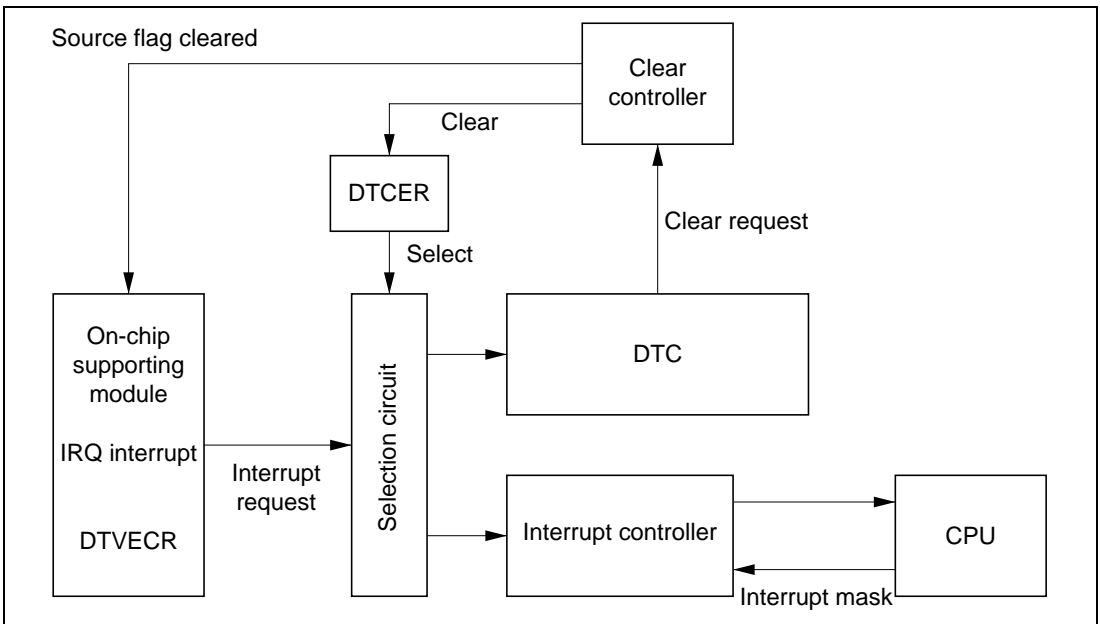 Source flag cleared
Clear
controller
Clear
DTCER
Clear request
Select
On-chip
supporting
module
IRQ interrupt
DTVECR
Interrupt
request
Selection circuit
DTC
Interrupt controller
CPU
Interrupt mask